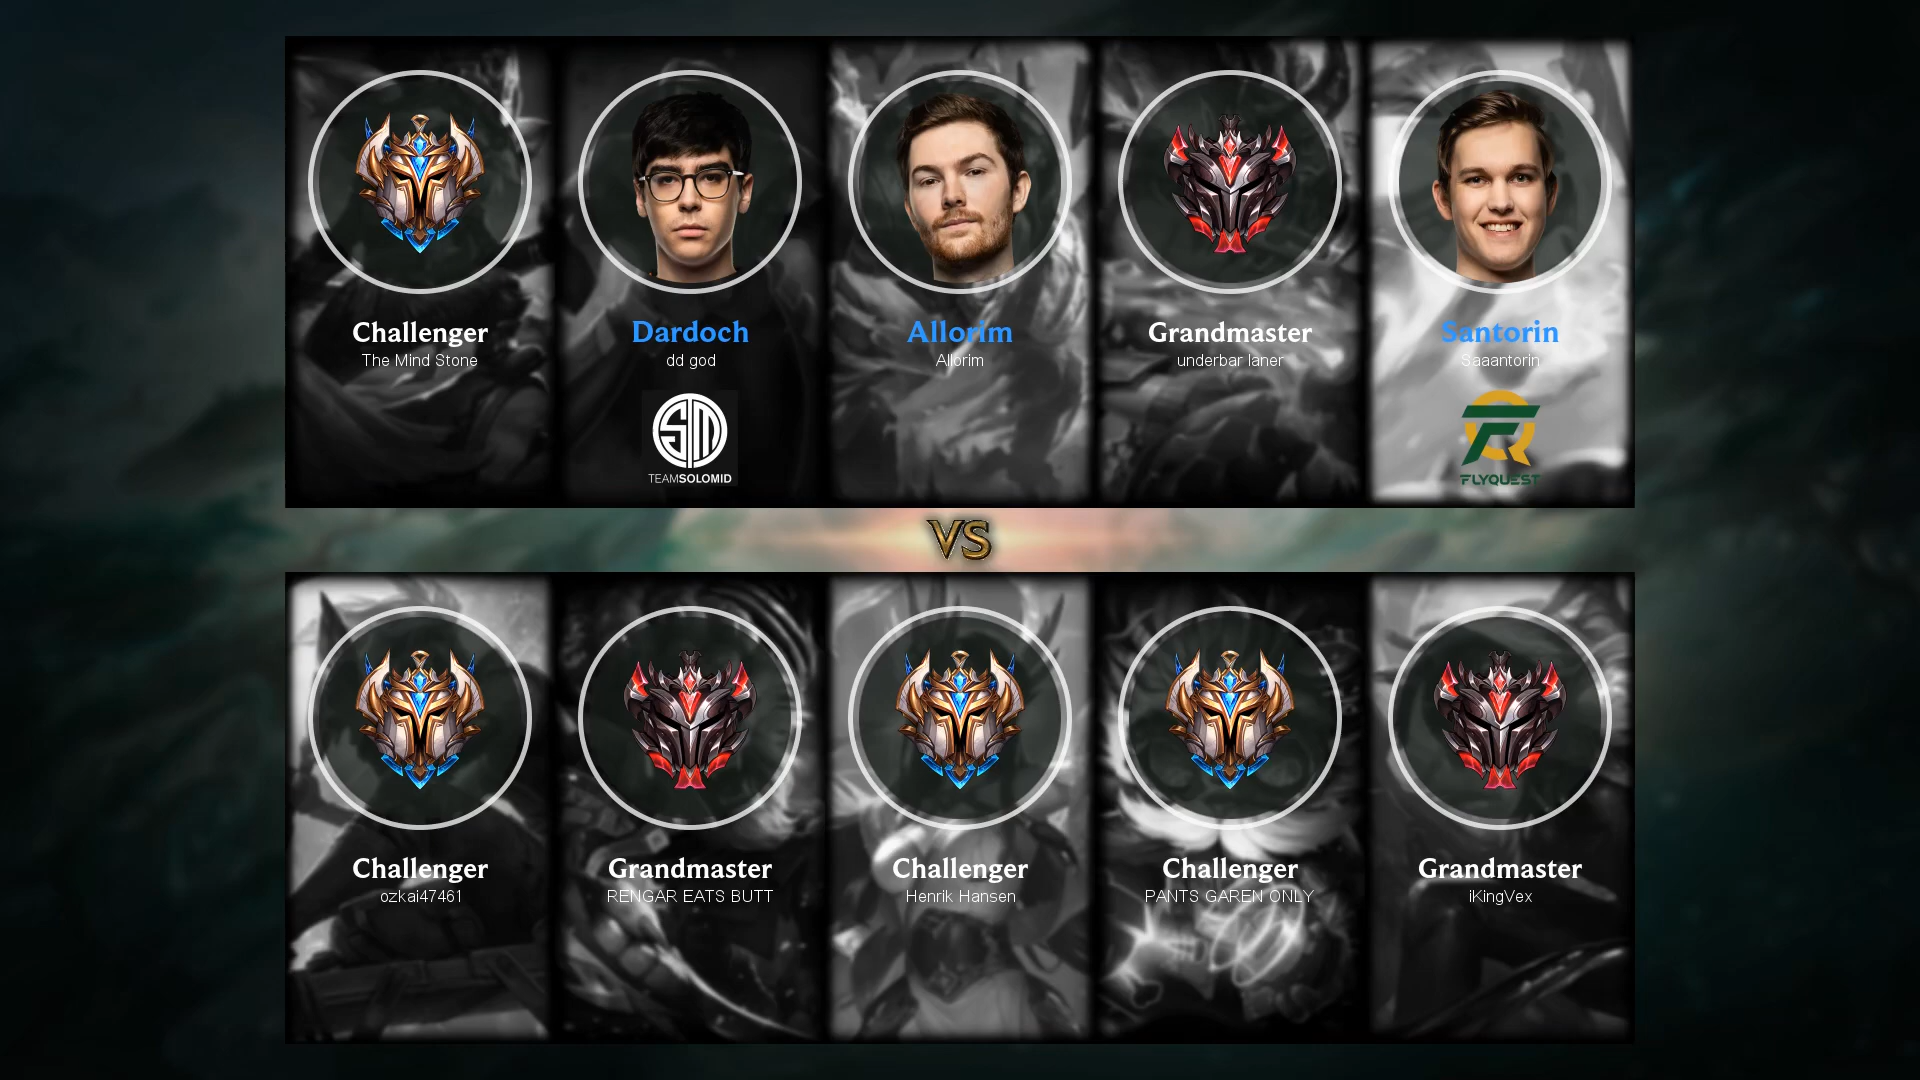 Challenger
The Mind Stone
Dardoch
dd god
TEAMSOLOMID
Allorim
Allorim
Grandmaster
underbar laner
Santorin
Saaantorin
FLYQUEST
VS
Challenger
ozkai47461
Grandmaster
RENGAR EATS BUTT
Challenger
Henrik Hansen
Challenger
PANTS GAREN ONLY
Grandmaster
iKingVex